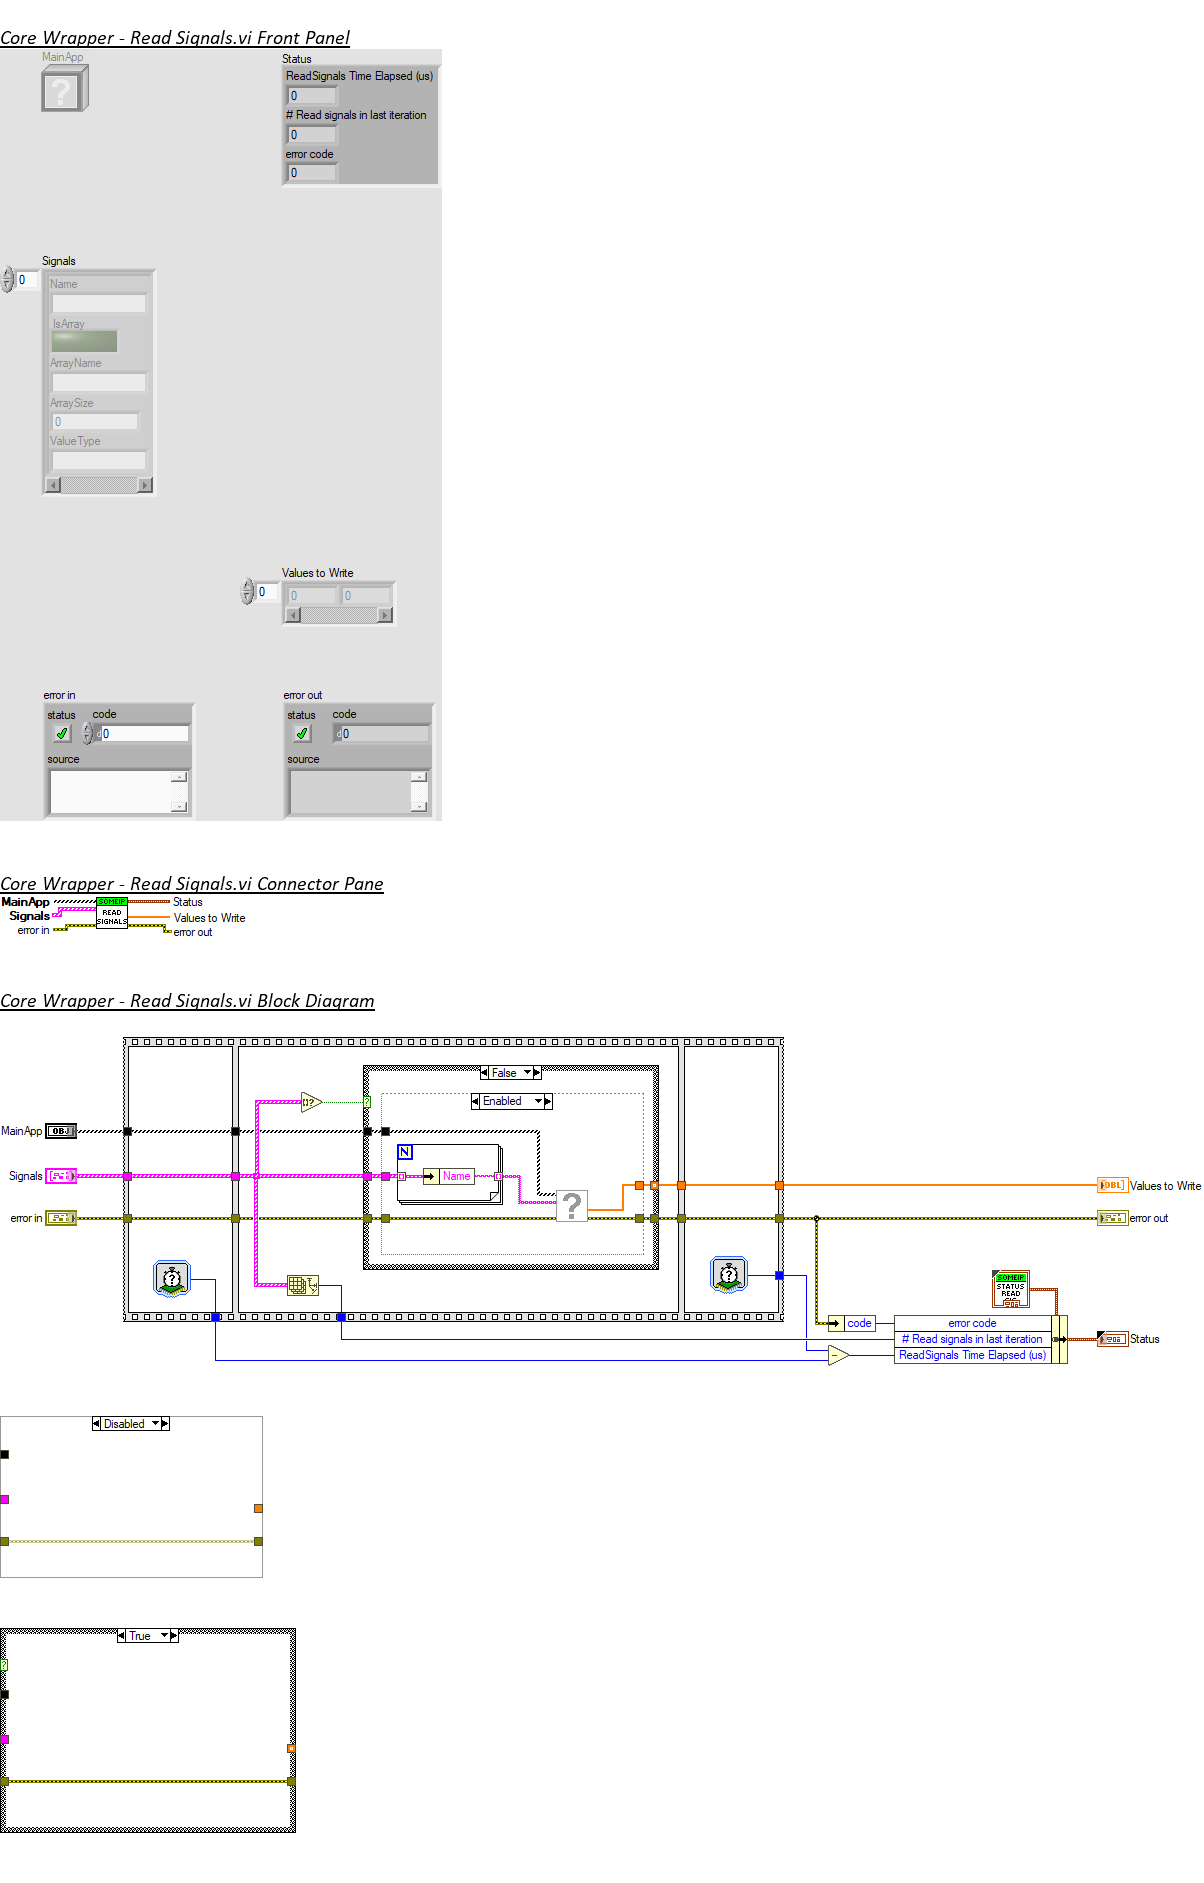 Core Wrapper - Read Signals.vi Front Panel
MainApp
?
Status
ReadSignals Time Elapsed (us)
0
# Read signals in last iteration
0
error code
0
Signals
0
Name
IsArray
ArrayName
ArraySize
0
ValueType
Values to Write
0
0
0
error in
status
code
d 0
source
error out
status
code
d 0
source
Core Wrapper - Read Signals.vi Connector Pane
MainApp
Signals
error in
SOMEIP
READ
SIGNALS
Status
Values to Write
error out
Core Wrapper - Read Signals.vi Block Diagram
False
Enabled
?
?
MainApp
OBJ
N
Signals
Name
DBL
Values to Write
?
error in
error out
?
?
SOMEIP
STATUS
READ
code
error code
# Read signals in last iteration
Status
ReadSignals Time Elapsed (us)
Disabled
True
?